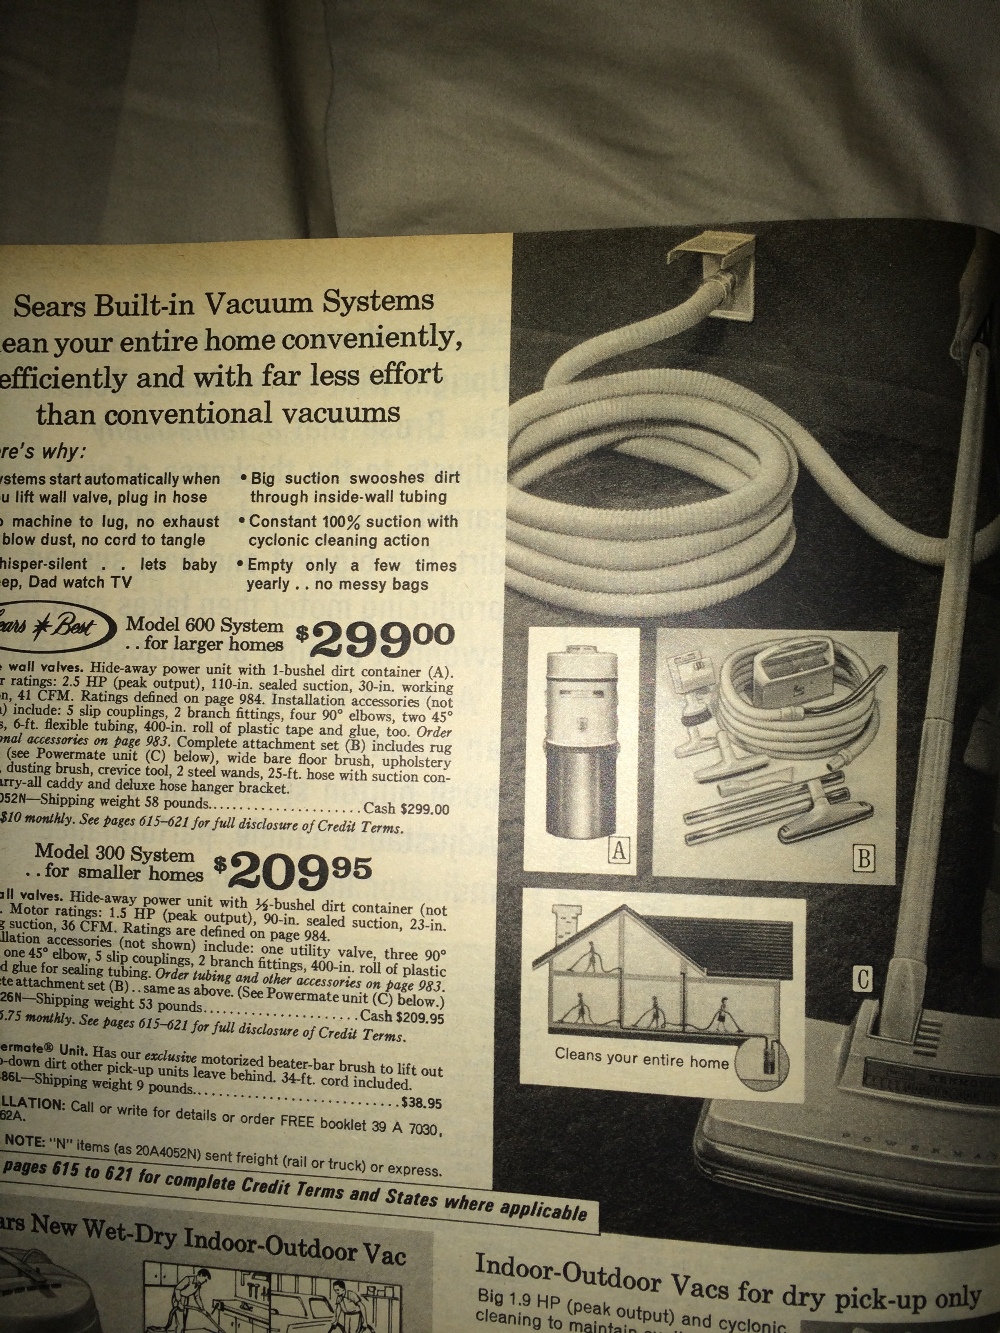 Sears Built-in Vacuum Systems
ean your entire home conveniently,
efficiently and with far less effort
than conventional vacuums
re's why:
ystems start automatically when
u lift wall valve, plug in hose
o machine to lug, no exhaust
blow dust, no cord to tangle
hisper-silent . . lets baby
ep, Dad watch TV
• Big suction swooshes dirt
through inside-wall tubing
• Constant 100% suction with
cyclonic cleaning action
• Empty only a few times
yearly . . no messy bags
ears Best
Model 600 System
. . for larger homes
$299 00
wall valves. Hide-away power unit with 1-bushel dirt container (A).
r ratings: 2.5 HP (peak output), 110-in. sealed suction, 30-in. working
n, 41 CFM. Ratings defined on page 984. Installation accessories (not
n) include: 5 slip couplings, 2 branch fittings, four 90° elbows, two 45°
s, 6-ft. flexible tubing, 400-in. roll of plastic tape and glue, too. Order
onal accessories on page 983. Complete attachment set (B) includes rug
(see Powermate unit (C) below), wide bare floor brush, upholstery
, dusting brush, crevice tool, 2 steel wands, 25-ft. hose with suction con-
arry-all caddy and deluxe hose hanger bracket.
052N—Shipping weight 58 pounds....................Cash $299.00
$10 monthly. See pages 615–621 for full disclosure of Credit Terms.
Model 300 System
. . for smaller homes
$209 95
all valves. Hide-away power unit with ½-bushel dirt container (not
. Motor ratings: 1.5 HP (peak output), 90-in. sealed suction, 23-in.
g suction, 36 CFM. Ratings are defined on page 984.
llation accessories (not shown) include: one utility valve, three 90°
one 45° elbow, 5 slip couplings, 2 branch fittings, 400-in. roll of plastic
d glue for sealing tubing. Order tubing and other accessories on page 983.
te attachment set (B) . . same as above. (See Powermate unit (C) below.)
26N—Shipping weight 53 pounds....................Cash $209.95
6.75 monthly. See pages 615–621 for full disclosure of Credit Terms.
ermate® Unit. Has our exclusive motorized beater-bar brush to lift out
o-down dirt other pick-up units leave behind. 34-ft. cord included.
86L—Shipping weight 9 pounds..........................$38.95
LLATION: Call or write for details or order FREE booklet 39 A 7030,
62A.
NOTE: "N" items (as 20A4052N) sent freight (rail or truck) or express.
pages 615 to 621 for complete Credit Terms and States where applicable
A
B
C
Cleans your entire home
POWERMA
ars New Wet-Dry Indoor-Outdoor Vac
Indoor-Outdoor Vacs for dry pick-up only
Big 1.9 HP (peak output) and cyclonic
cleaning to maintain